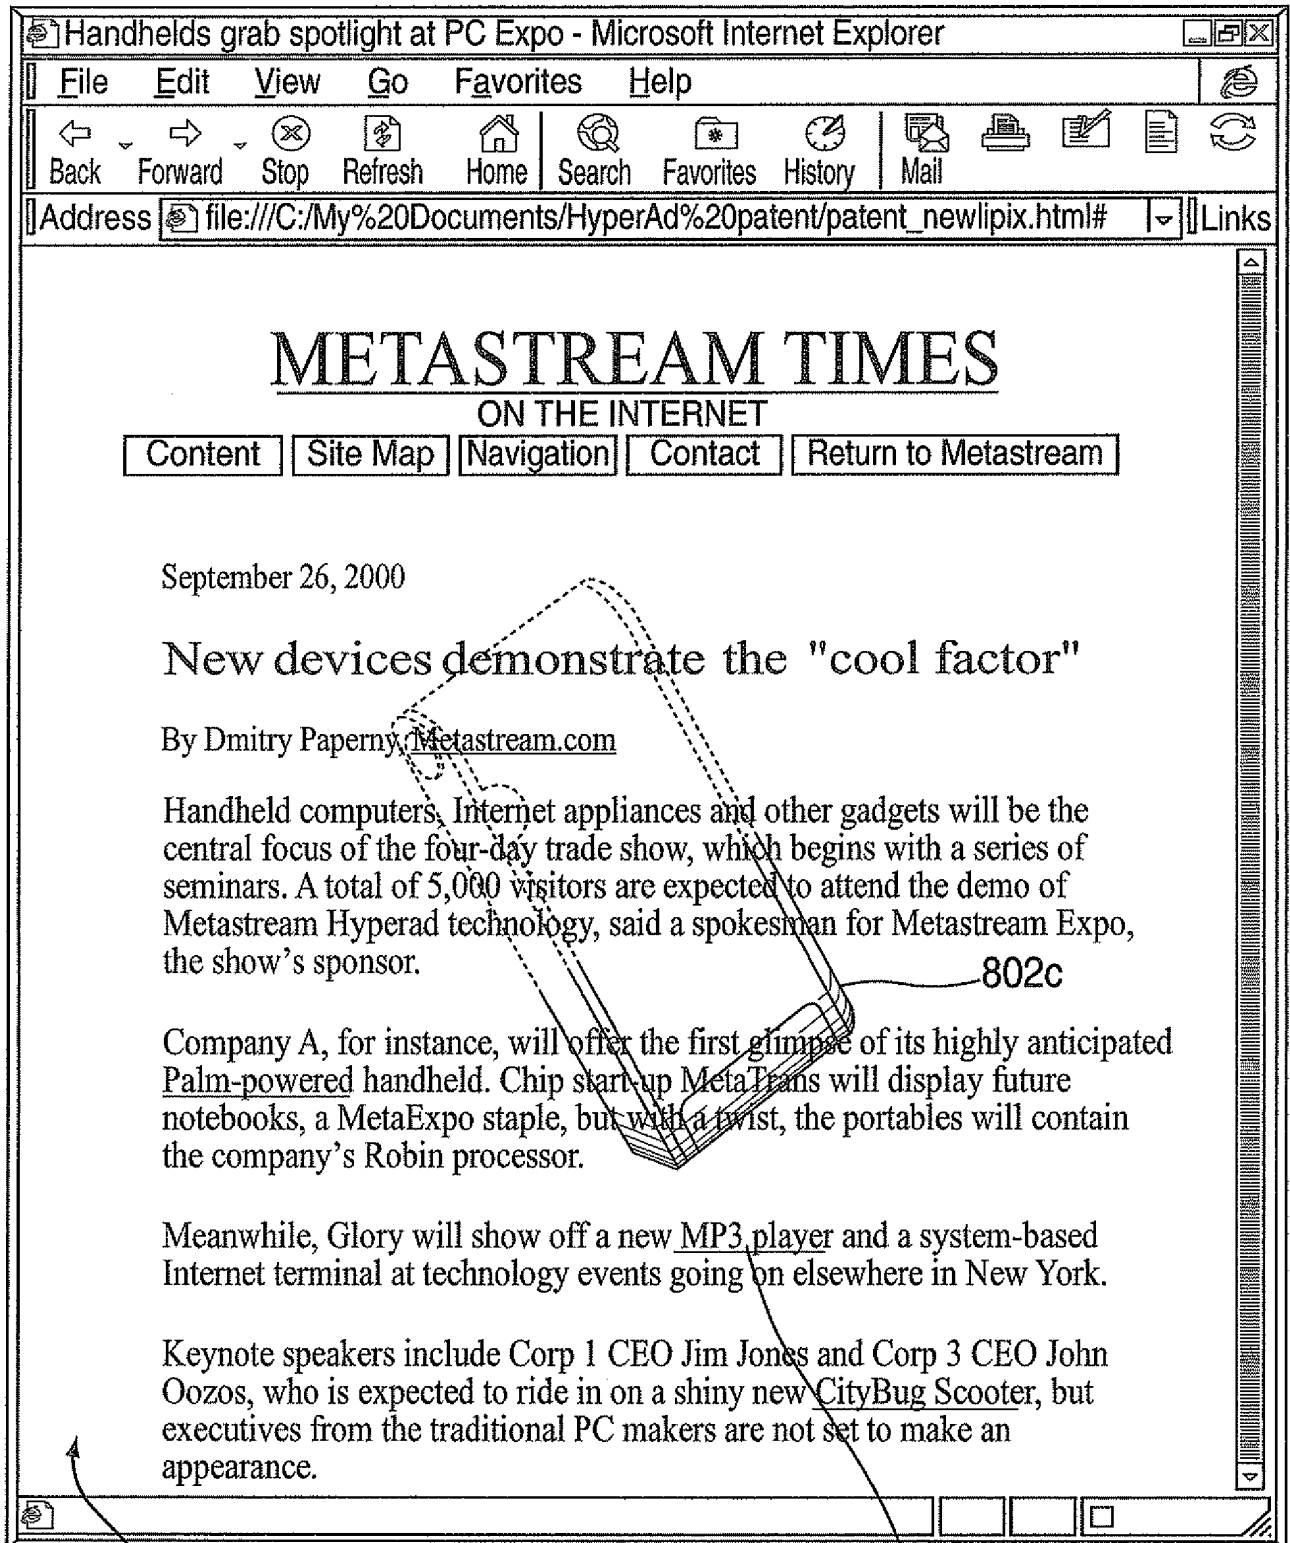 Handhelds grab spotlight at PC Expo - Microsoft Internet Explorer
File Edit View Go Favorites Help
Back Forward Stop Refresh Home Search Favorites History Mail
Address file:///C:/My%20Documents/HyperAd%20patent/patent_newlipix.html# Links
METASTREAM TIMES
ON THE INTERNET
Content Site Map Navigation Contact Return to Metastream
September 26, 2000
New devices demonstrate the "cool factor"
By Dmitry Paperny, Metastream.com
Handheld computers, Internet appliances and other gadgets will be the
central focus of the four-day trade show, which begins with a series of
seminars. A total of 5,000 visitors are expected to attend the demo of
Metastream Hyperad technology, said a spokesman for Metastream Expo,
the show's sponsor.
802c
Company A, for instance, will offer the first glimpse of its highly anticipated
Palm-powered handheld. Chip start-up MetaTrans will display future
notebooks, a MetaExpo staple, but with a twist, the portables will contain
the company's Robin processor.
Meanwhile, Glory will show off a new MP3 player and a system-based
Internet terminal at technology events going on elsewhere in New York.
Keynote speakers include Corp 1 CEO Jim Jones and Corp 3 CEO John
Oozos, who is expected to ride in on a shiny new CityBug Scooter, but
executives from the traditional PC makers are not set to make an
appearance.